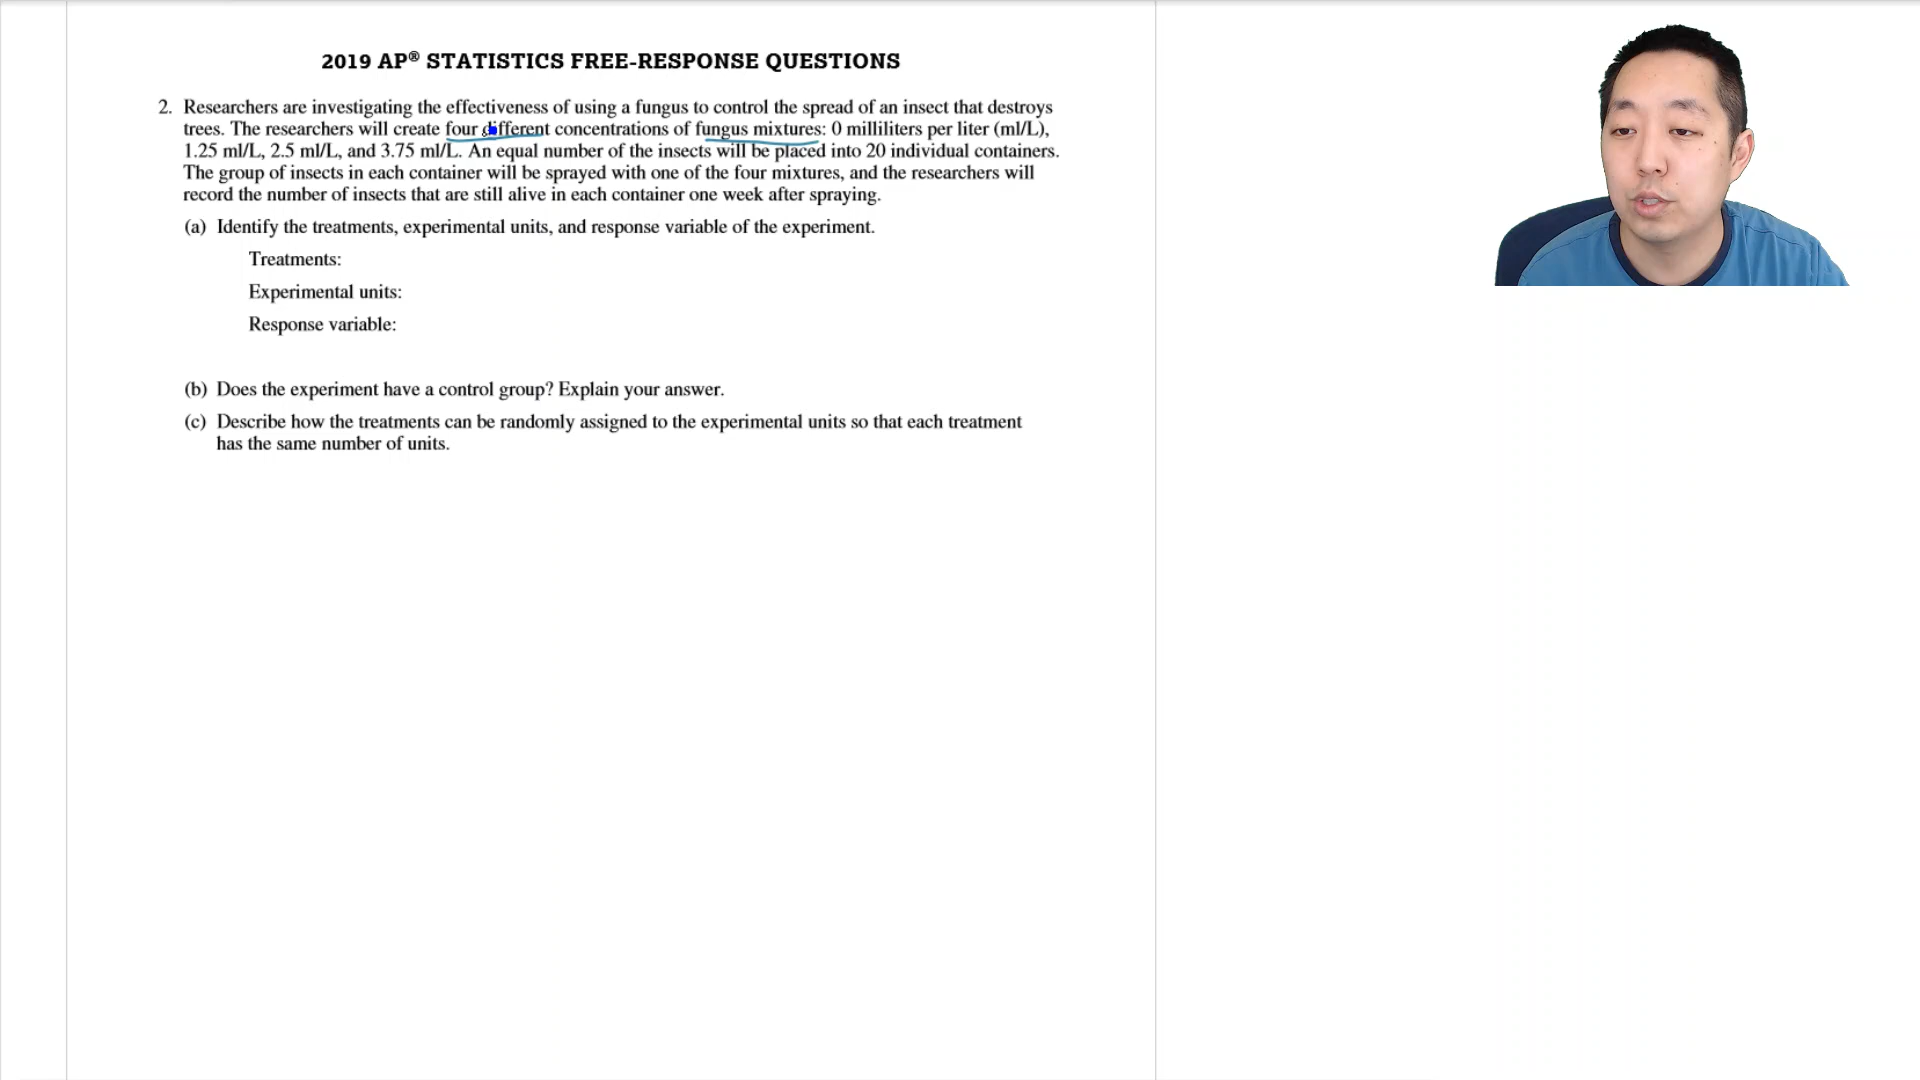 2019 AP® STATISTICS FREE-RESPONSE QUESTIONS
2. Researchers are investigating the effectiveness of using a fungus to control the spread of an insect that destroys
trees. The researchers will create four different concentrations of fungus mixtures: 0 milliliters per liter (ml/L),
1.25 ml/L, 2.5 ml/L, and 3.75 ml/L. An equal number of the insects will be placed into 20 individual containers.
The group of insects in each container will be sprayed with one of the four mixtures, and the researchers will
record the number of insects that are still alive in each container one week after spraying.
(a) Identify the treatments, experimental units, and response variable of the experiment.
Treatments:
Experimental units:
Response variable:
(b) Does the experiment have a control group? Explain your answer.
(c) Describe how the treatments can be randomly assigned to the experimental units so that each treatment
has the same number of units.